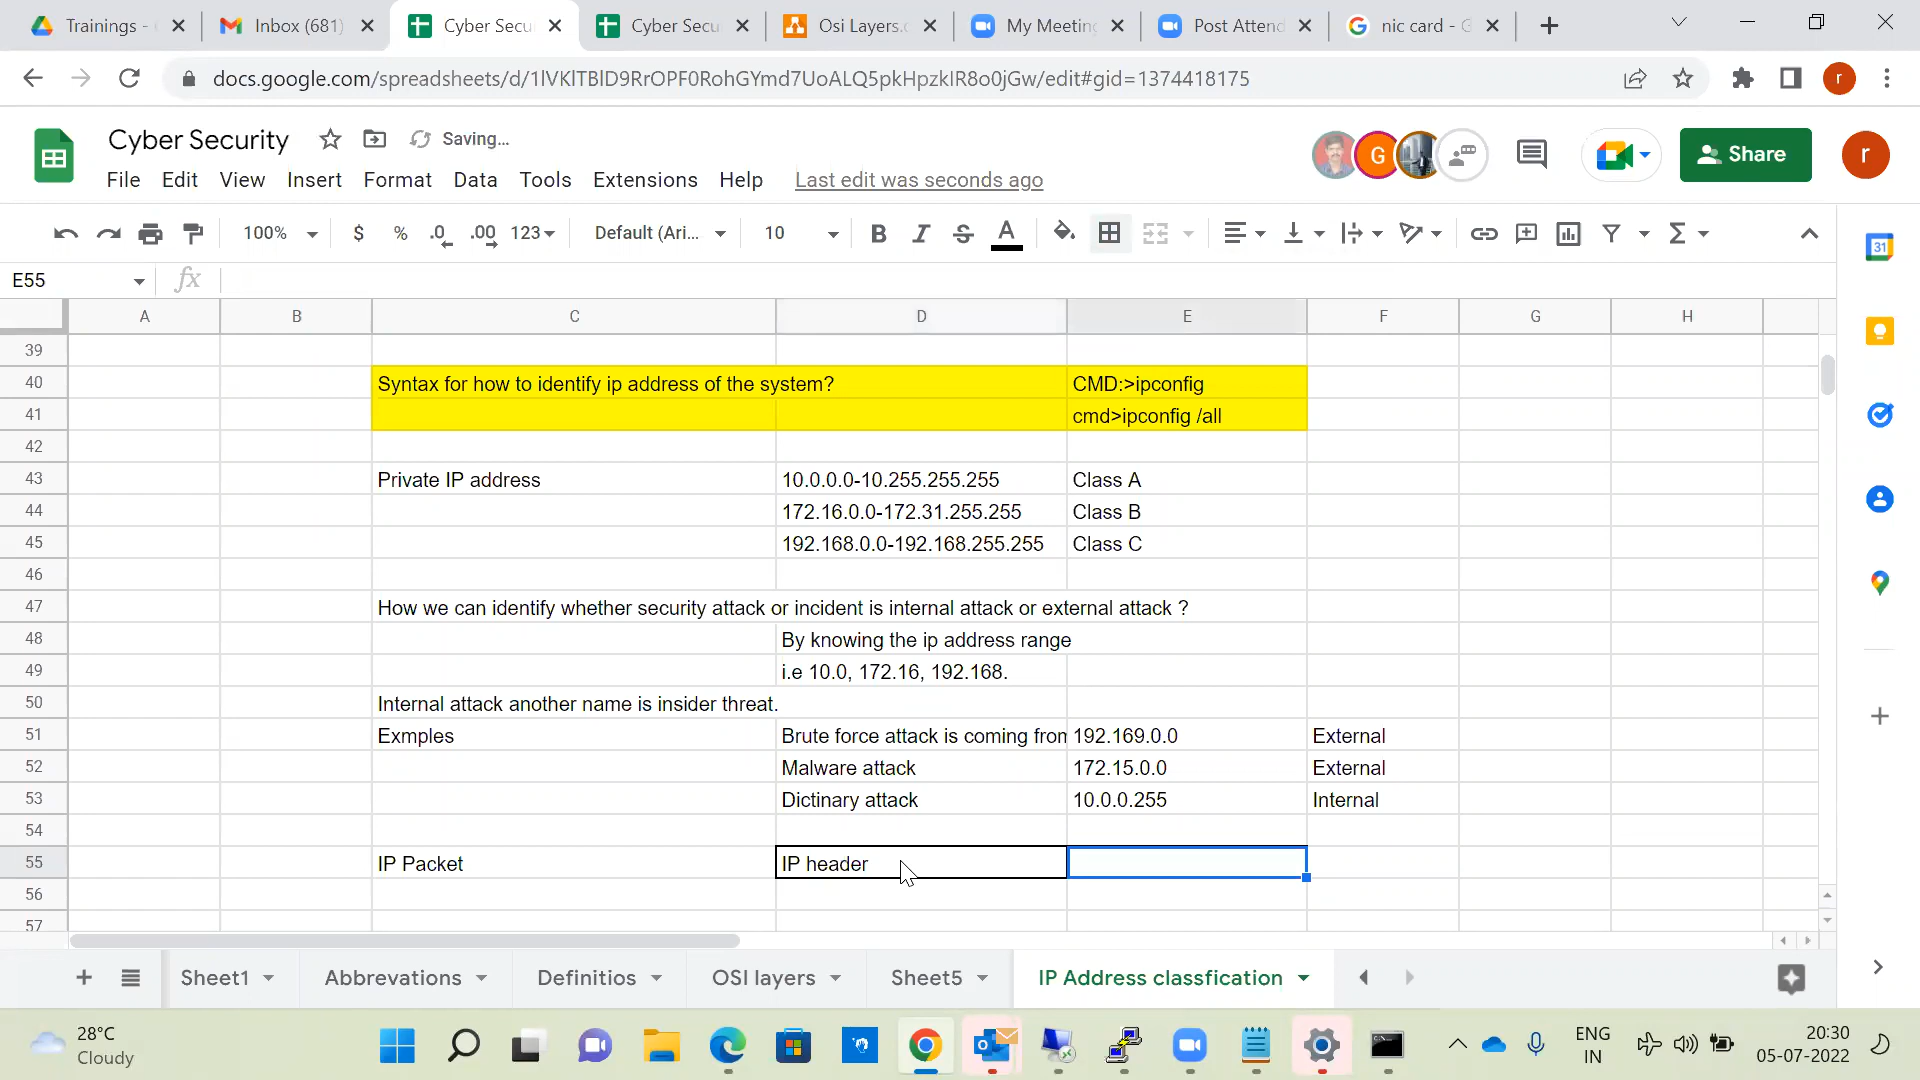 Trainings -
Inbox (681)
Cyber Secu
Cyber Secu
Osi Layers.c
My Meeting
Post Attend
nic card - G
docs.google.com/spreadsheets/d/1lVKlTBlD9RrOPF0RohGYmd7UoALQ5pkHpzkIR8o0jGw/edit#gid=1374418175
Cyber Security
Saving...
Share
File Edit View Insert Format Data Tools Extensions Help Last edit was seconds ago
100% $ % .0 .00 123 Default (Ari... 10 B I S A
E55 fx
A B C D E F G H
39
40 Syntax for how to identify ip address of the system? CMD:>ipconfig
41 cmd>ipconfig /all
42
43 Private IP address 10.0.0.0-10.255.255.255 Class A
44 172.16.0.0-172.31.255.255 Class B
45 192.168.0.0-192.168.255.255 Class C
46
47 How we can identify whether security attack or incident is internal attack or external attack ?
48 By knowing the ip address range
49 i.e 10.0, 172.16, 192.168.
50 Internal attack another name is insider threat.
51 Exmples Brute force attack is coming from 192.169.0.0 External
52 Malware attack 172.15.0.0 External
53 Dictinary attack 10.0.0.255 Internal
54
55 IP Packet IP header
56
57
Sheet1 Abbrevations Definitios OSI layers Sheet5 IP Address classfication
28°C
Cloudy
ENG
IN
20:30
05-07-2022